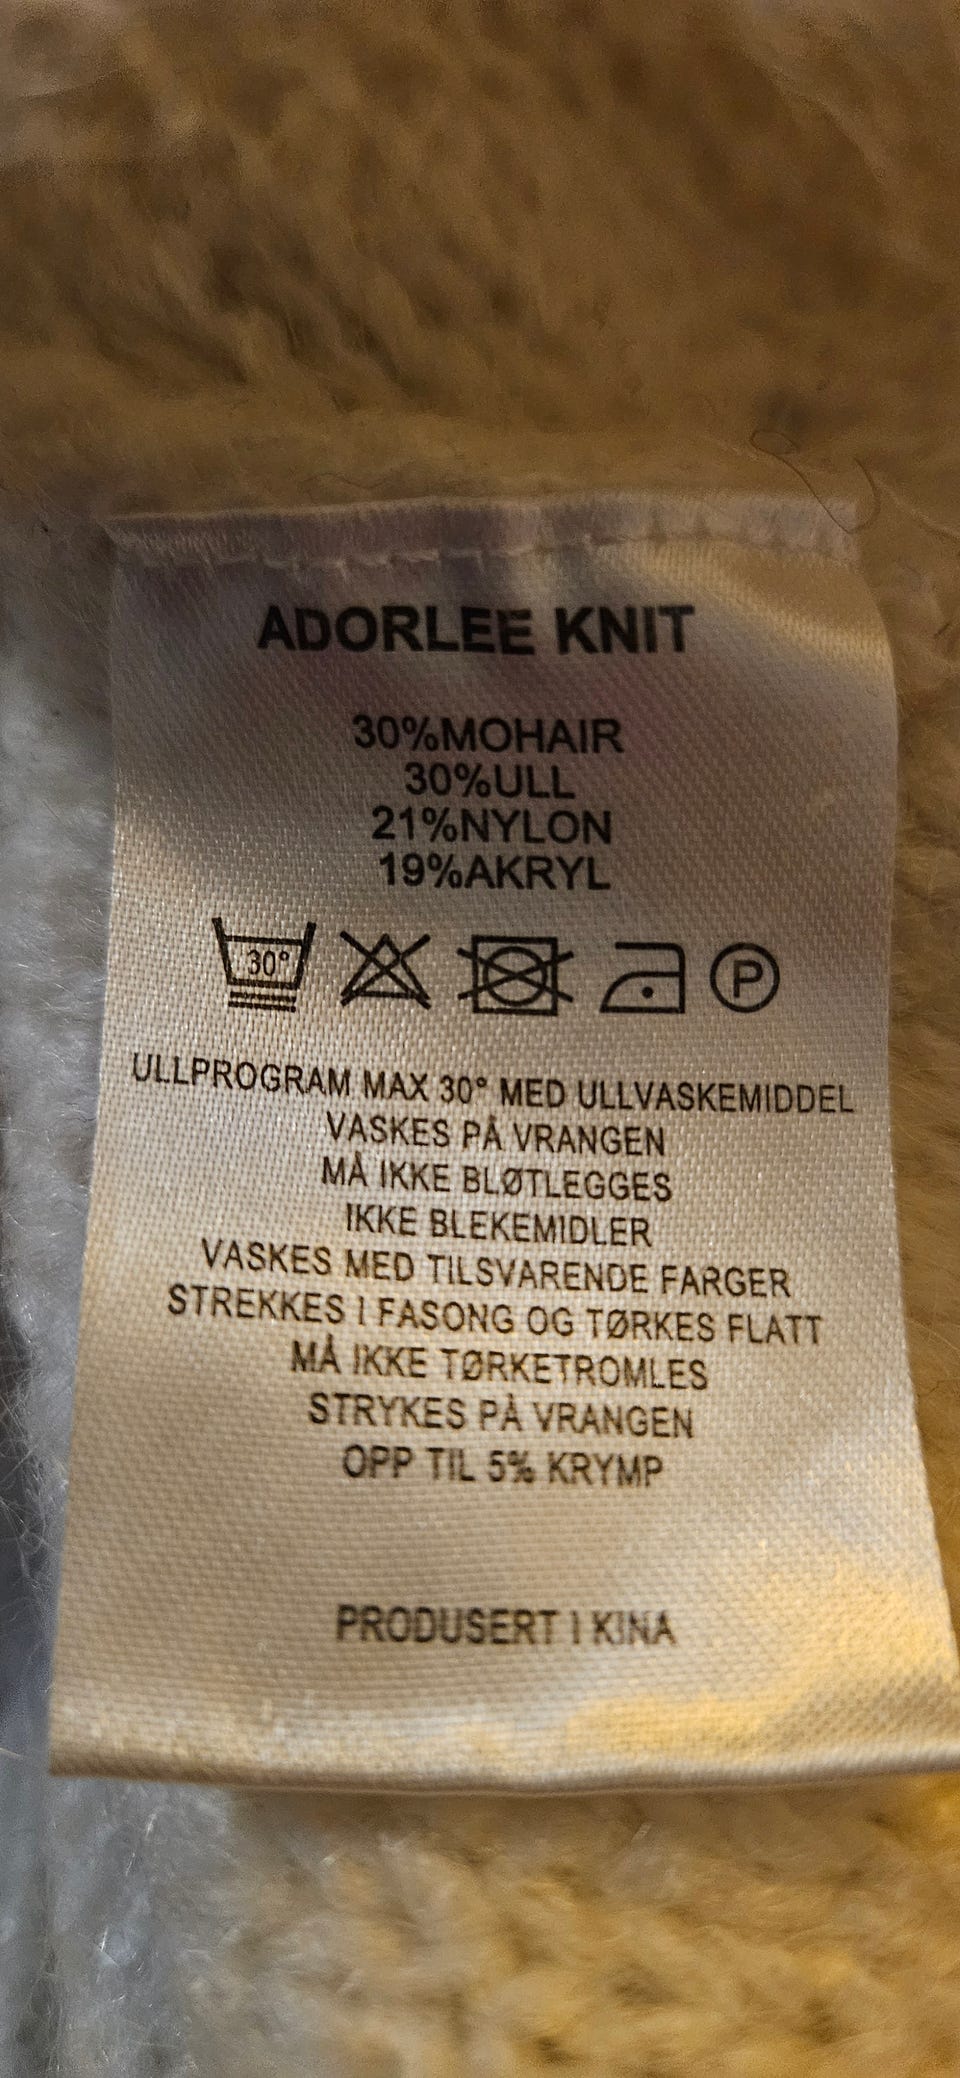 ADORLEE KNIT
30%MOHAIR
30%ULL
21%NYLON
19%AKRYL
30°
P
ULLPROGRAM MAX 30° MED ULLVASKEMIDDEL
VASKES PÅ VRANGEN
MÅ IKKE BLØTLEGGES
IKKE BLEKEMIDLER
VASKES MED TILSVARENDE FARGER
STREKKES I FASONG OG TØRKES FLATT
MÅ IKKE TØRKETROMLES
STRYKES PÅ VRANGEN
OPP TIL 5% KRYMP
PRODUSERT I KINA